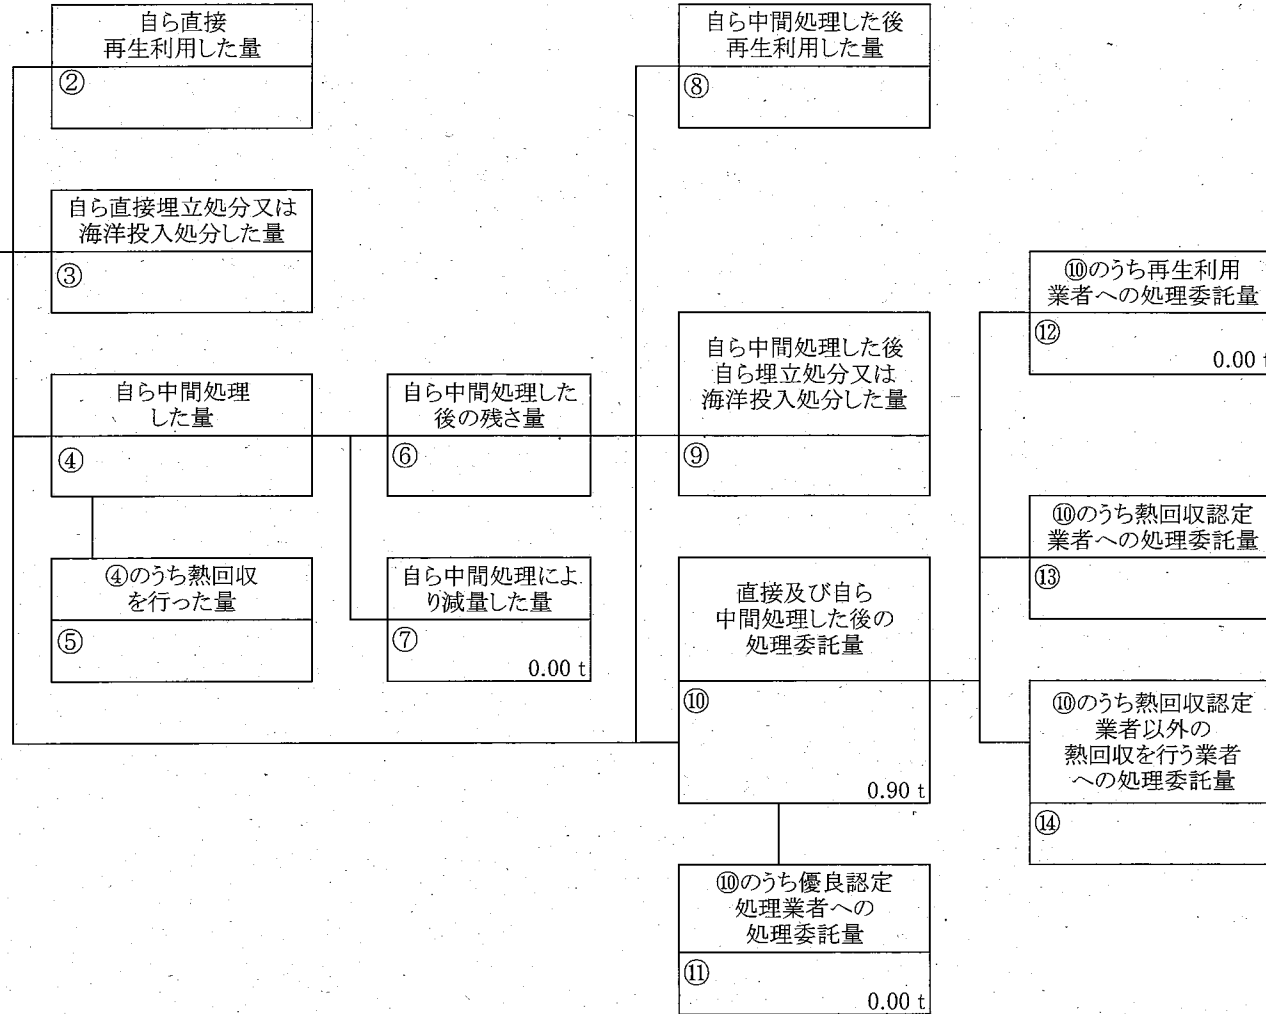 自ら直接
再生利用した量
②
自ら中間処理した後
再生利用した量
⑧
自ら直接埋立処分又は
海洋投入処分した量
③
⑩のうち再生利用
業者への処理委託量
⑫
0.00 t
自ら中間処理した後
自ら埋立処分又は
海洋投入処分した量
⑨
自ら中間処理
した量
④
自ら中間処理した
後の残さ量
⑥
⑩のうち熱回収認定
業者への処理委託量
⑬
④のうち熱回収
を行った量
⑤
自ら中間処理によ
り減量した量
⑦
0.00 t
直接及び自ら
中間処理した後の
処理委託量
⑩
0.90 t
⑩のうち熱回収認定
業者以外の
熱回収を行う業者
への処理委託量
⑭
⑩のうち優良認定
処理業者への
処理委託量
⑪
0.00 t